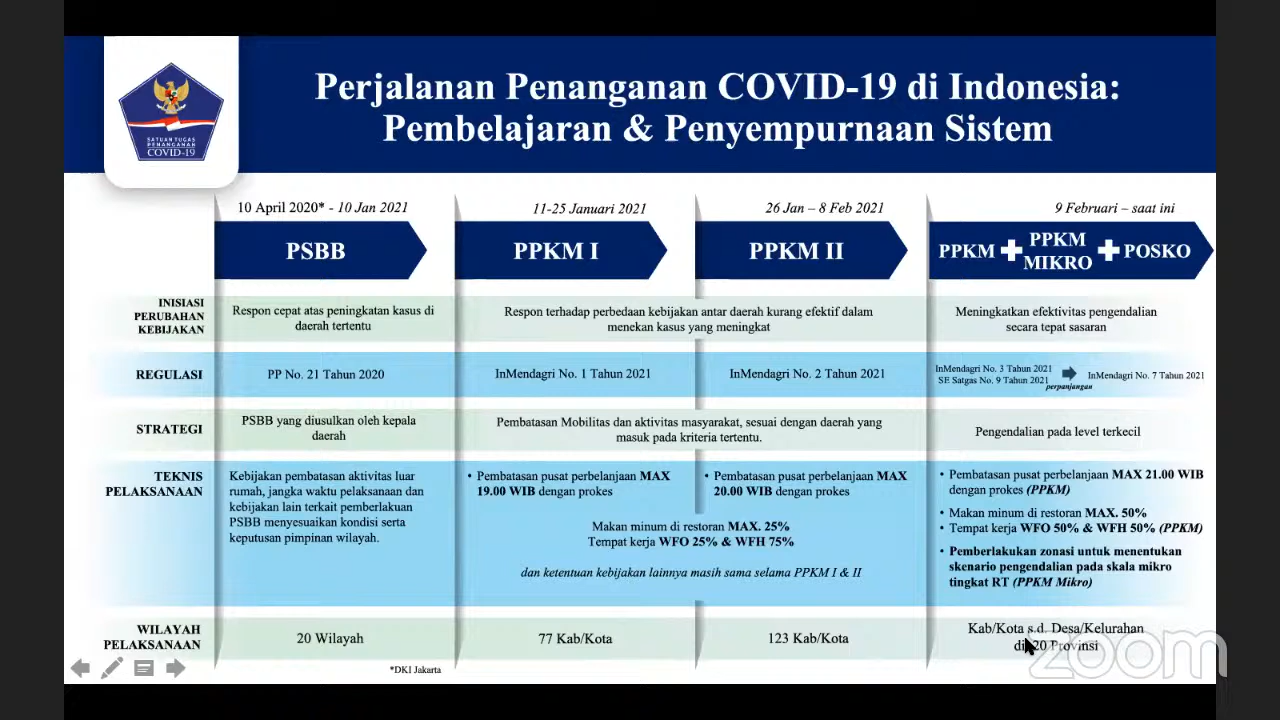 Perjalanan Penanganan COVID-19 di Indonesia:
Pembelajaran & Penyempurnaan Sistem
SATUAN TUGAS
PENANGANAN
COVID-19
10 April 2020* - 10 Jan 2021
11-25 Januari 2021
26 Jan – 8 Feb 2021
9 Februari – saat ini
PSBB
PPKM I
PPKM II
PPKM + PPKM MIKRO + POSKO
INISIASI
PERUBAHAN
KEBIJAKAN
Respon cepat atas peningkatan kasus di
daerah tertentu
Respon terhadap perbedaan kebijakan antar daerah kurang efektif dalam
menekan kasus yang meningkat
Meningkatkan efektivitas pengendalian
secara tepat sasaran
REGULASI
PP No. 21 Tahun 2020
InMendagri No. 1 Tahun 2021
InMendagri No. 2 Tahun 2021
InMendagri No. 3 Tahun 2021
SE Satgas No. 9 Tahun 2021
perpanjangan
InMendagri No. 7 Tahun 2021
STRATEGI
PSBB yang diusulkan oleh kepala
daerah
Pembatasan Mobilitas dan aktivitas masyarakat, sesuai dengan daerah yang
masuk pada kriteria tertentu.
Pengendalian pada level terkecil
TEKNIS
PELAKSANAAN
Kebijakan pembatasan aktivitas luar
rumah, jangka waktu pelaksanaan dan
kebijakan lain terkait pemberlakuan
PSBB menyesuaikan kondisi serta
keputusan pimpinan wilayah.
• Pembatasan pusat perbelanjaan MAX
19.00 WIB dengan prokes
• Pembatasan pusat perbelanjaan MAX
20.00 WIB dengan prokes
Makan minum di restoran MAX. 25%
Tempat kerja WFO 25% & WFH 75%
dan ketentuan kebijakan lainnya masih sama selama PPKM I & II
• Pembatasan pusat perbelanjaan MAX 21.00 WIB
dengan prokes (PPKM)
• Makan minum di restoran MAX. 50%
• Tempat kerja WFO 50% & WFH 50% (PPKM)
• Pemberlakukan zonasi untuk menentukan
skenario pengendalian pada skala mikro
tingkat RT (PPKM Mikro)
WILAYAH
PELAKSANAAN
20 Wilayah
77 Kab/Kota
123 Kab/Kota
Kab/Kota s.d. Desa/Kelurahan
di 20 Provinsi
*DKI Jakarta
zoom